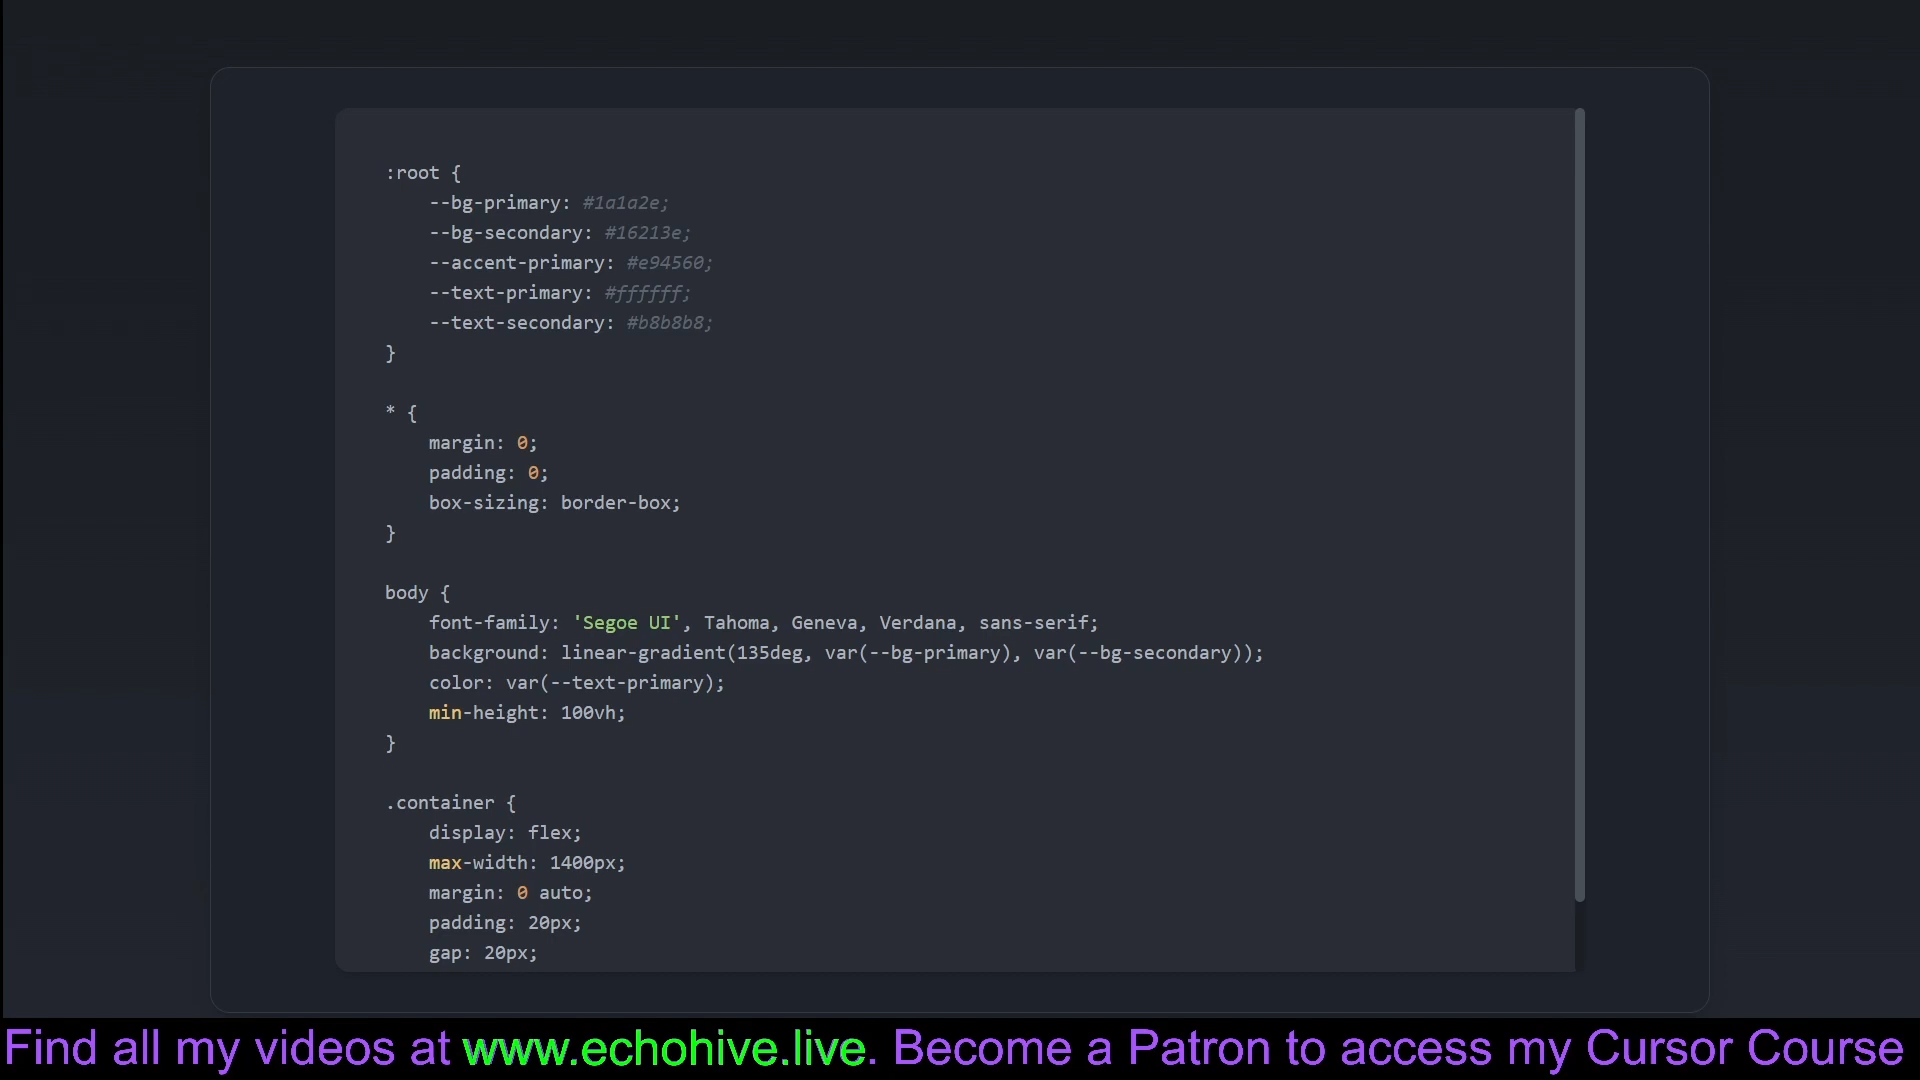 :root {
    --bg-primary: #1a1a2e;
    --bg-secondary: #16213e;
    --accent-primary: #e94560;
    --text-primary: #ffffff;
    --text-secondary: #b8b8b8;
}
* {
    margin: 0;
    padding: 0;
    box-sizing: border-box;
}
body {
    font-family: 'Segoe UI', Tahoma, Geneva, Verdana, sans-serif;
    background: linear-gradient(135deg, var(--bg-primary), var(--bg-secondary));
    color: var(--text-primary);
    min-height: 100vh;
}
.container {
    display: flex;
    max-width: 1400px;
    margin: 0 auto;
    padding: 20px;
    gap: 20px;
Find all my videos at www.echohive.live. Become a Patron to access my Cursor Course